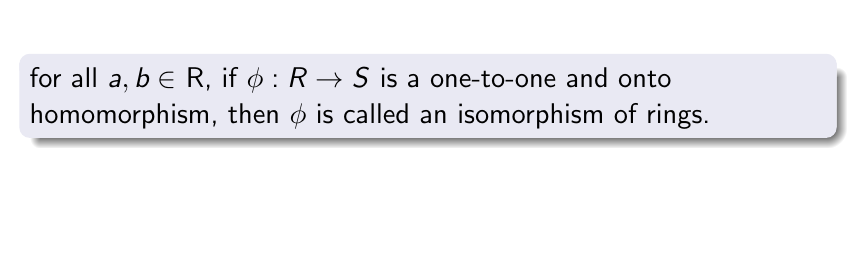 for all a, b ∈ R, if ϕ : R → S is a one-to-one and onto
homomorphism, then ϕ is called an isomorphism of rings.